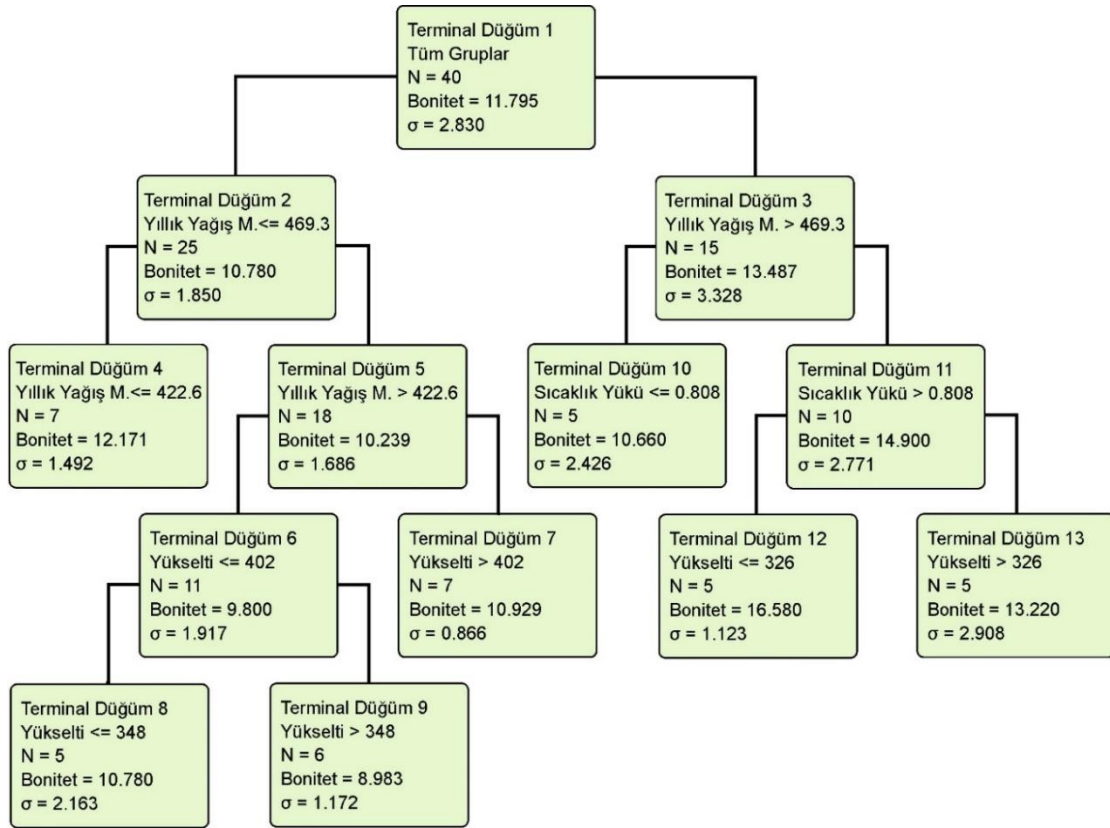 Terminal Düğüm 1
Tüm Gruplar
N = 40
Bonitet = 11.795
σ = 2.830
Terminal Düğüm 2
Yıllık Yağış M.<= 469.3
N = 25
Bonitet = 10.780
σ = 1.850
Terminal Düğüm 3
Yıllık Yağış M. > 469.3
N = 15
Bonitet = 13.487
σ = 3.328
Terminal Düğüm 4
Yıllık Yağış M.<= 422.6
N = 7
Bonitet = 12.171
σ = 1.492
Terminal Düğüm 5
Yıllık Yağış M. > 422.6
N = 18
Bonitet = 10.239
σ = 1.686
Terminal Düğüm 10
Sıcaklık Yükü <= 0.808
N = 5
Bonitet = 10.660
σ = 2.426
Terminal Düğüm 11
Sıcaklık Yükü > 0.808
N = 10
Bonitet = 14.900
σ = 2.771
Terminal Düğüm 6
Yükselti <= 402
N = 11
Bonitet = 9.800
σ = 1.917
Terminal Düğüm 7
Yükselti > 402
N = 7
Bonitet = 10.929
σ = 0.866
Terminal Düğüm 12
Yükselti <= 326
N = 5
Bonitet = 16.580
σ = 1.123
Terminal Düğüm 13
Yükselti > 326
N = 5
Bonitet = 13.220
σ = 2.908
Terminal Düğüm 8
Yükselti <= 348
N = 5
Bonitet = 10.780
σ = 2.163
Terminal Düğüm 9
Yükselti > 348
N = 6
Bonitet = 8.983
σ = 1.172